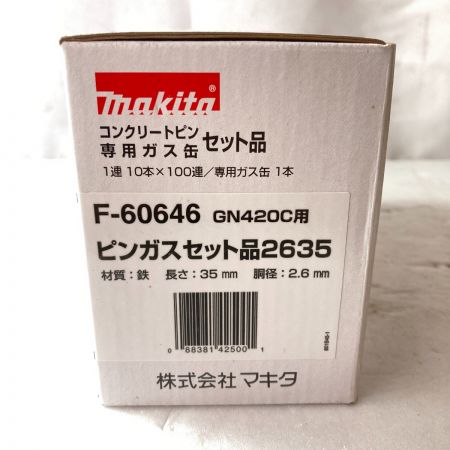 makita®
コンクリートピン
専用ガス缶 セット品
1連 10本×100連/専用ガス缶 1本
F-60646 GN420C用
ピンガスセット品2635
材質:鉄 長さ:35mm 胴径:2.6mm
0 88381 42500 1
株式会社 マキタ